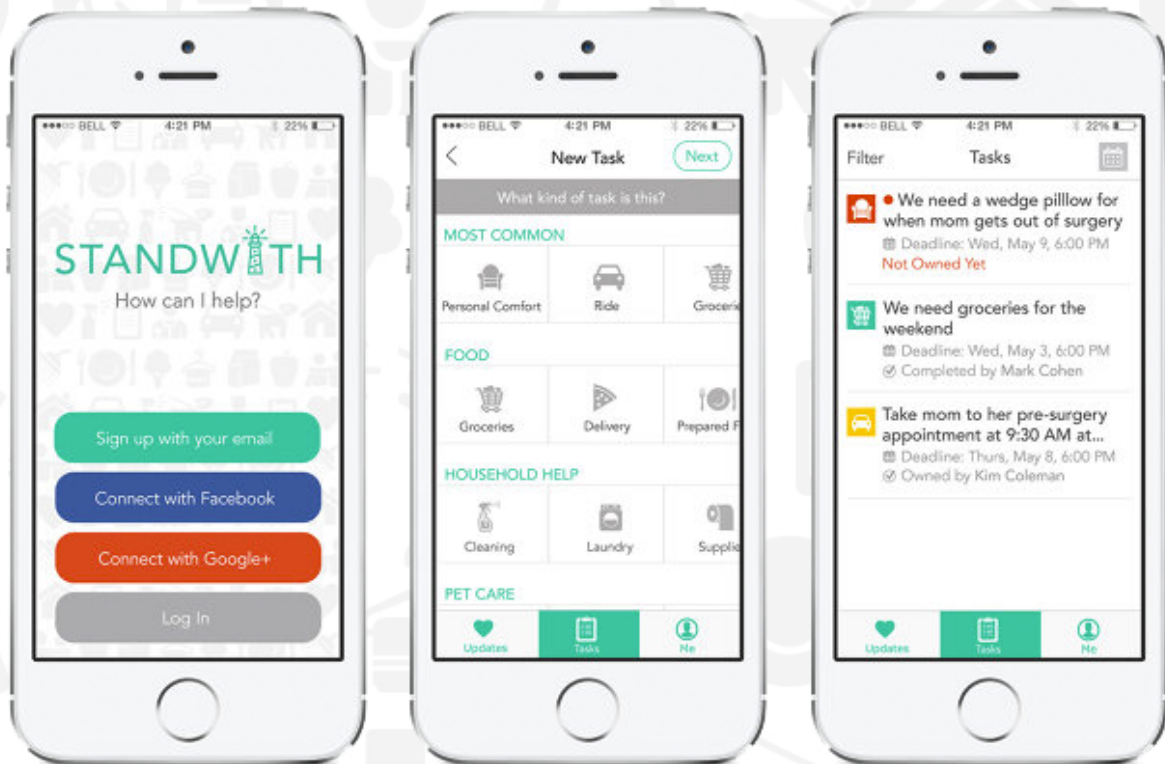 BELL 4:21 PM 22%
STANDWITH
How can I help?
Sign up with your email
Connect with Facebook
Connect with Google+
Log In
BELL 4:21 PM 22%
New Task Next
What kind of task is this?
MOST COMMON
Personal Comfort Ride Grocerie
FOOD
Groceries Delivery Prepared F
HOUSEHOLD HELP
Cleaning Laundry Supplie
PET CARE
Updates Tasks Me
BELL 4:21 PM 22%
Filter Tasks
We need a wedge pilllow for
when mom gets out of surgery
Deadline: Wed, May 9, 6:00 PM
Not Owned Yet
We need groceries for the
weekend
Deadline: Wed, May 3, 6:00 PM
Completed by Mark Cohen
Take mom to her pre-surgery
appointment at 9:30 AM at...
Deadline: Thurs, May 8, 6:00 PM
Owned by Kim Coleman
Updates Tasks Me